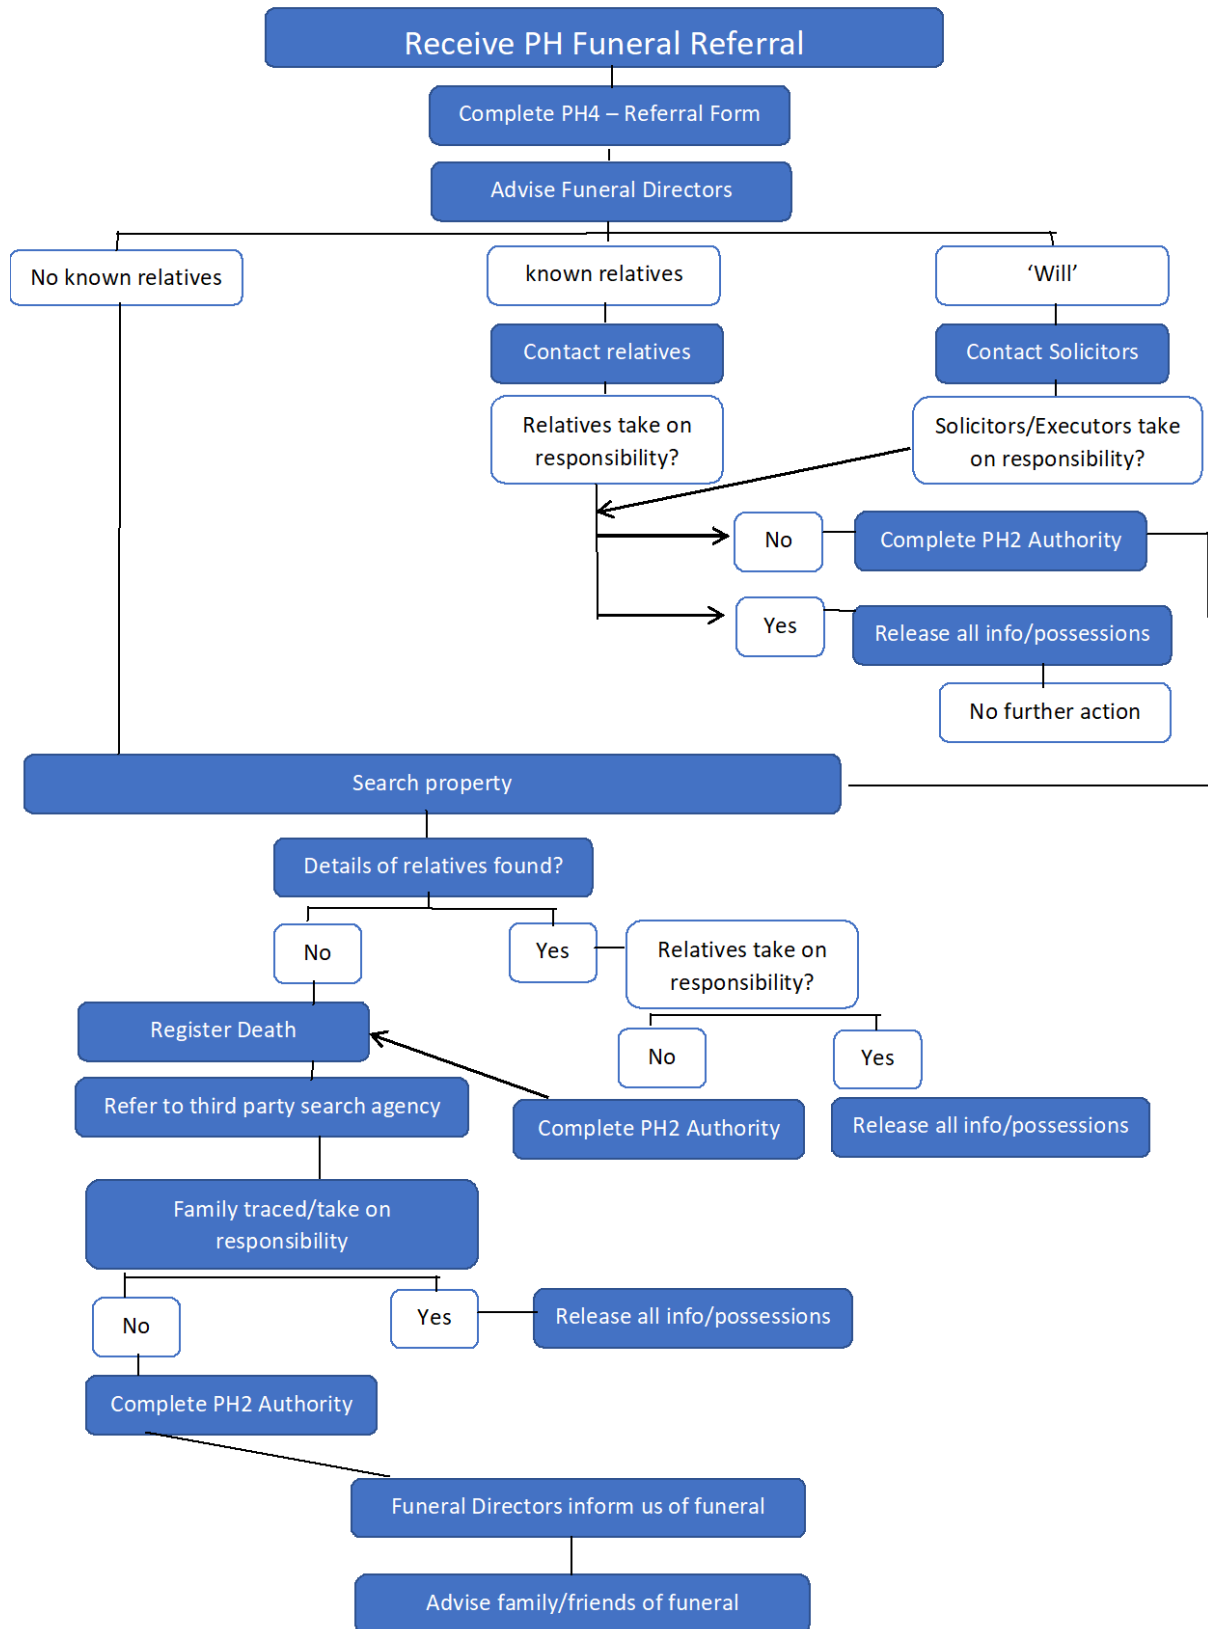 Receive PH Funeral Referral
Complete PH4 – Referral Form
Advise Funeral Directors
No known relatives
known relatives
‘Will’
Contact relatives
Contact Solicitors
Relatives take on
responsibility?
Solicitors/Executors take
on responsibility?
No
Complete PH2 Authority
Yes
Release all info/possessions
No further action
Search property
Details of relatives found?
No
Yes
Relatives take on
responsibility?
Register Death
No
Yes
Refer to third party search agency
Complete PH2 Authority
Release all info/possessions
Family traced/take on
responsibility
No
Yes
Release all info/possessions
Complete PH2 Authority
Funeral Directors inform us of funeral
Advise family/friends of funeral